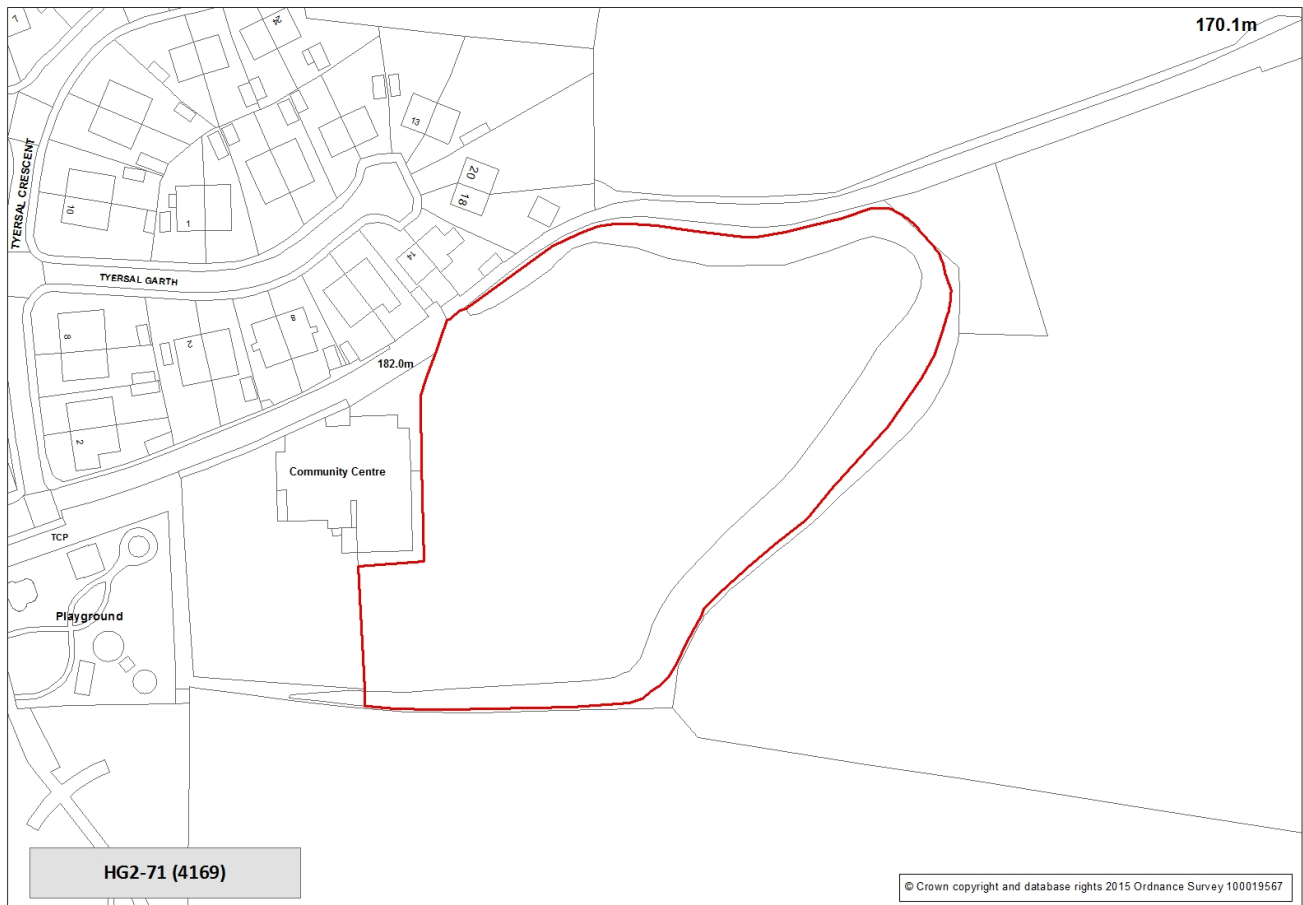 170.1m
7
24
13
TYERSAL CRESCENT
10
1
20
18
14
TYERSAL GARTH
8
2
8
182.0m
2
Community Centre
TCP
Playground
HG2-71 (4169)
© Crown copyright and database rights 2015 Ordnance Survey 100019567